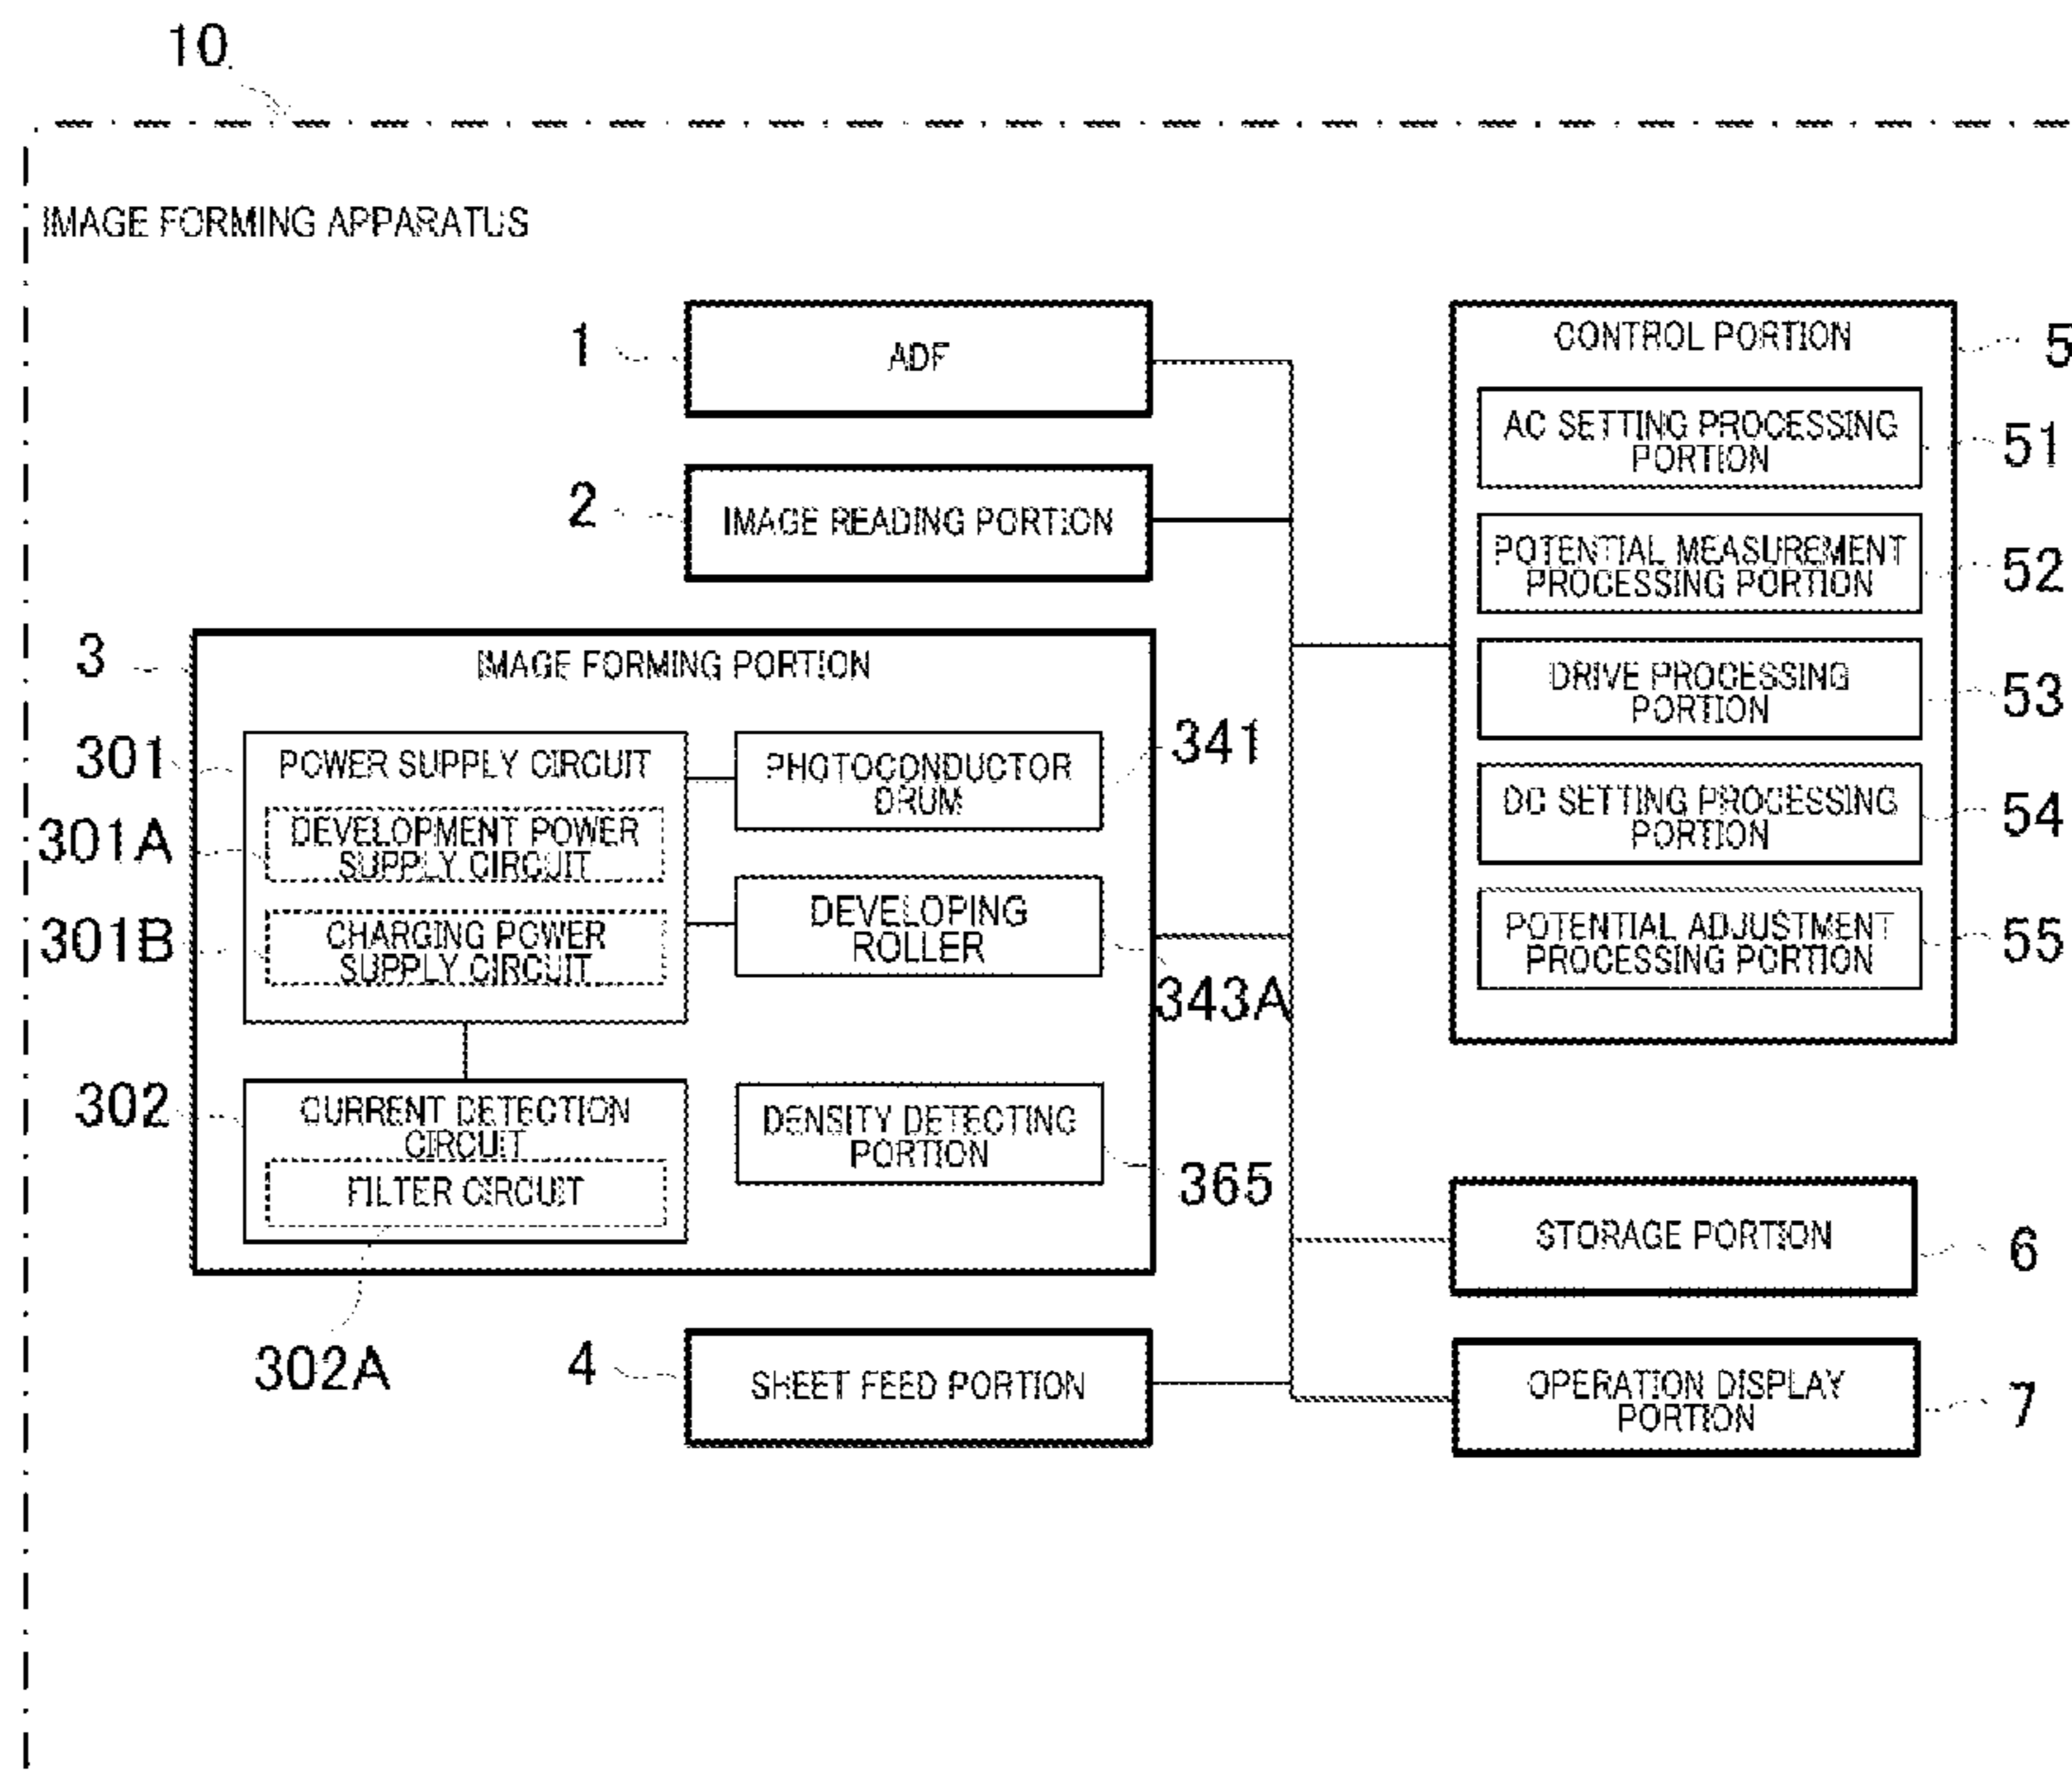 10
IMAGE FORMING APPARATUS
1
ADF
2
IMAGE READING PORTION
3
IMAGE FORMING PORTION
301
POWER SUPPLY CIRCUIT
301A
DEVELOPMENT POWER
SUPPLY CIRCUIT
301B
CHARGING POWER
SUPPLY CIRCUIT
PHOTOCONDUCTOR
DRUM
341
DEVELOPING
ROLLER
343A
302
CURRENT DETECTION
CIRCUIT
FILTER CIRCUIT
302A
DENSITY DETECTING
PORTION
365
4
SHEET FEED PORTION
CONTROL PORTION
5
AC SETTING PROCESSING
PORTION
51
POTENTIAL MEASUREMENT
PROCESSING PORTION
52
DRIVE PROCESSING
PORTION
53
DC SETTING PROCESSING
PORTION
54
POTENTIAL ADJUSTMENT
PROCESSING PORTION
55
STORAGE PORTION
6
OPERATION DISPLAY
PORTION
7